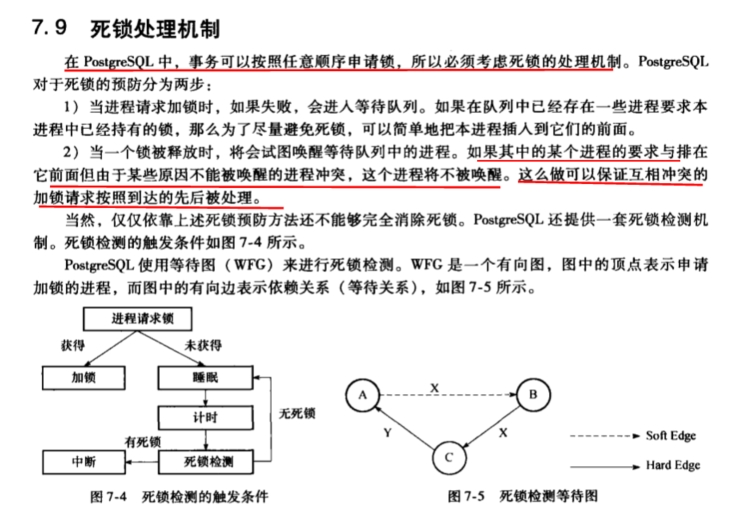 7.9 死锁处理机制
在 PostgreSQL 中，事务可以按照任意顺序申请锁，所以必须考虑死锁的处理机制。PostgreSQL
对于死锁的预防分为两步：
1）当进程请求加锁时，如果失败，会进入等待队列。如果在队列中已经存在一些进程要求本
进程中已经持有的锁，那么为了尽量避免死锁，可以简单地把本进程插入到它们的前面。
2）当一个锁被释放时，将会试图唤醒等待队列中的进程。如果其中的某个进程的要求与排在
它前面但由于某些原因不能被唤醒的进程冲突，这个进程将不被唤醒。这么做可以保证互相冲突的
加锁请求按照到达的先后被处理。
当然，仅仅依靠上述死锁预防方法还不能够完全消除死锁。PostgreSQL 还提供一套死锁检测机
制。死锁检测的触发条件如图 7-4 所示。
PostgreSQL 使用等待图（WFG）来进行死锁检测。WFG 是一个有向图，图中的顶点表示申请
加锁的进程，而图中的有向边表示依赖关系（等待关系），如图 7-5 所示。
进程请求锁
获得
未获得
加锁
睡眠
计时
无死锁
有死锁
中断
死锁检测
图 7-4 死锁检测的触发条件
A
X
B
Y
X
C
Soft Edge
Hard Edge
图 7-5 死锁检测等待图